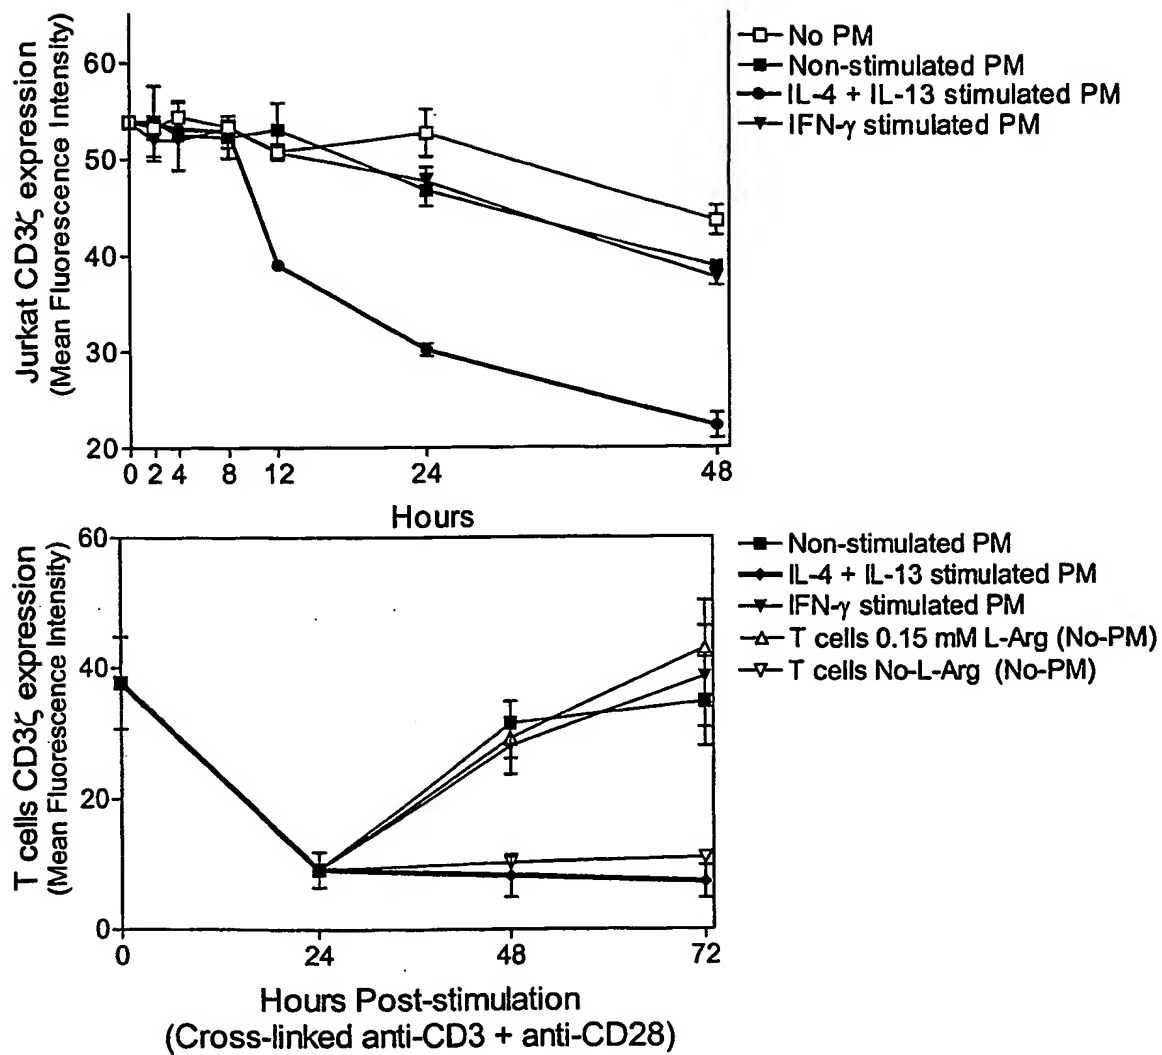 Jurkat CD3ζ expression
(Mean Fluorescence Intensity)
60
50
40
30
20
0 2 4 8 12 24 48
Hours
No PM
Non-stimulated PM
IL-4 + IL-13 stimulated PM
IFN-γ stimulated PM
T cells CD3ζ expression
(Mean Fluorescence Intensity)
60
40
20
0
0 24 48 72
Hours Post-stimulation
(Cross-linked anti-CD3 + anti-CD28)
Non-stimulated PM
IL-4 + IL-13 stimulated PM
IFN-γ stimulated PM
T cells 0.15 mM L-Arg (No-PM)
T cells No-L-Arg (No-PM)